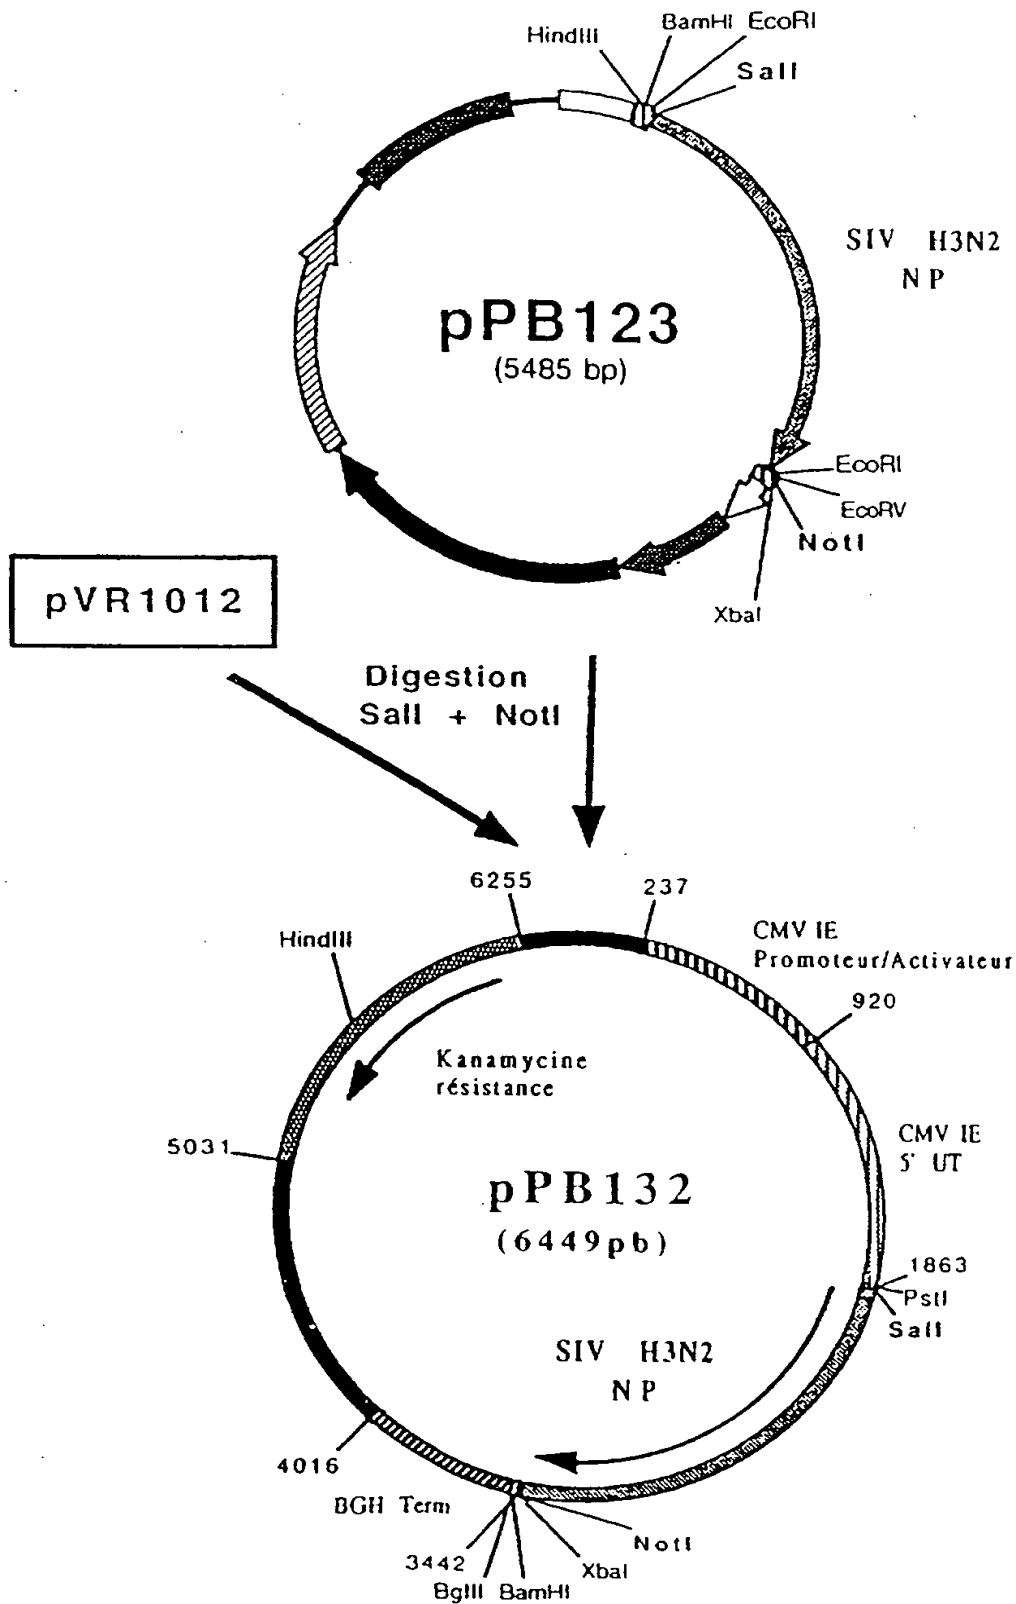 HindIII
BamHI EcoRI
SalI
SIV H3N2
NP
pPB123
(5485 bp)
EcoRI
EcoRV
NotI
XbaI
pVR1012
Digestion
SalI + NotI
6255
237
HindIII
CMV IE
Promoteur/Activateur
920
Kanamycine
résistance
5031
CMV IE
5' UT
pPB132
(6449pb)
1863
PstI
SalI
SIV H3N2
NP
4016
BGH Term
NotI
3442
XbaI
BglII BamHI